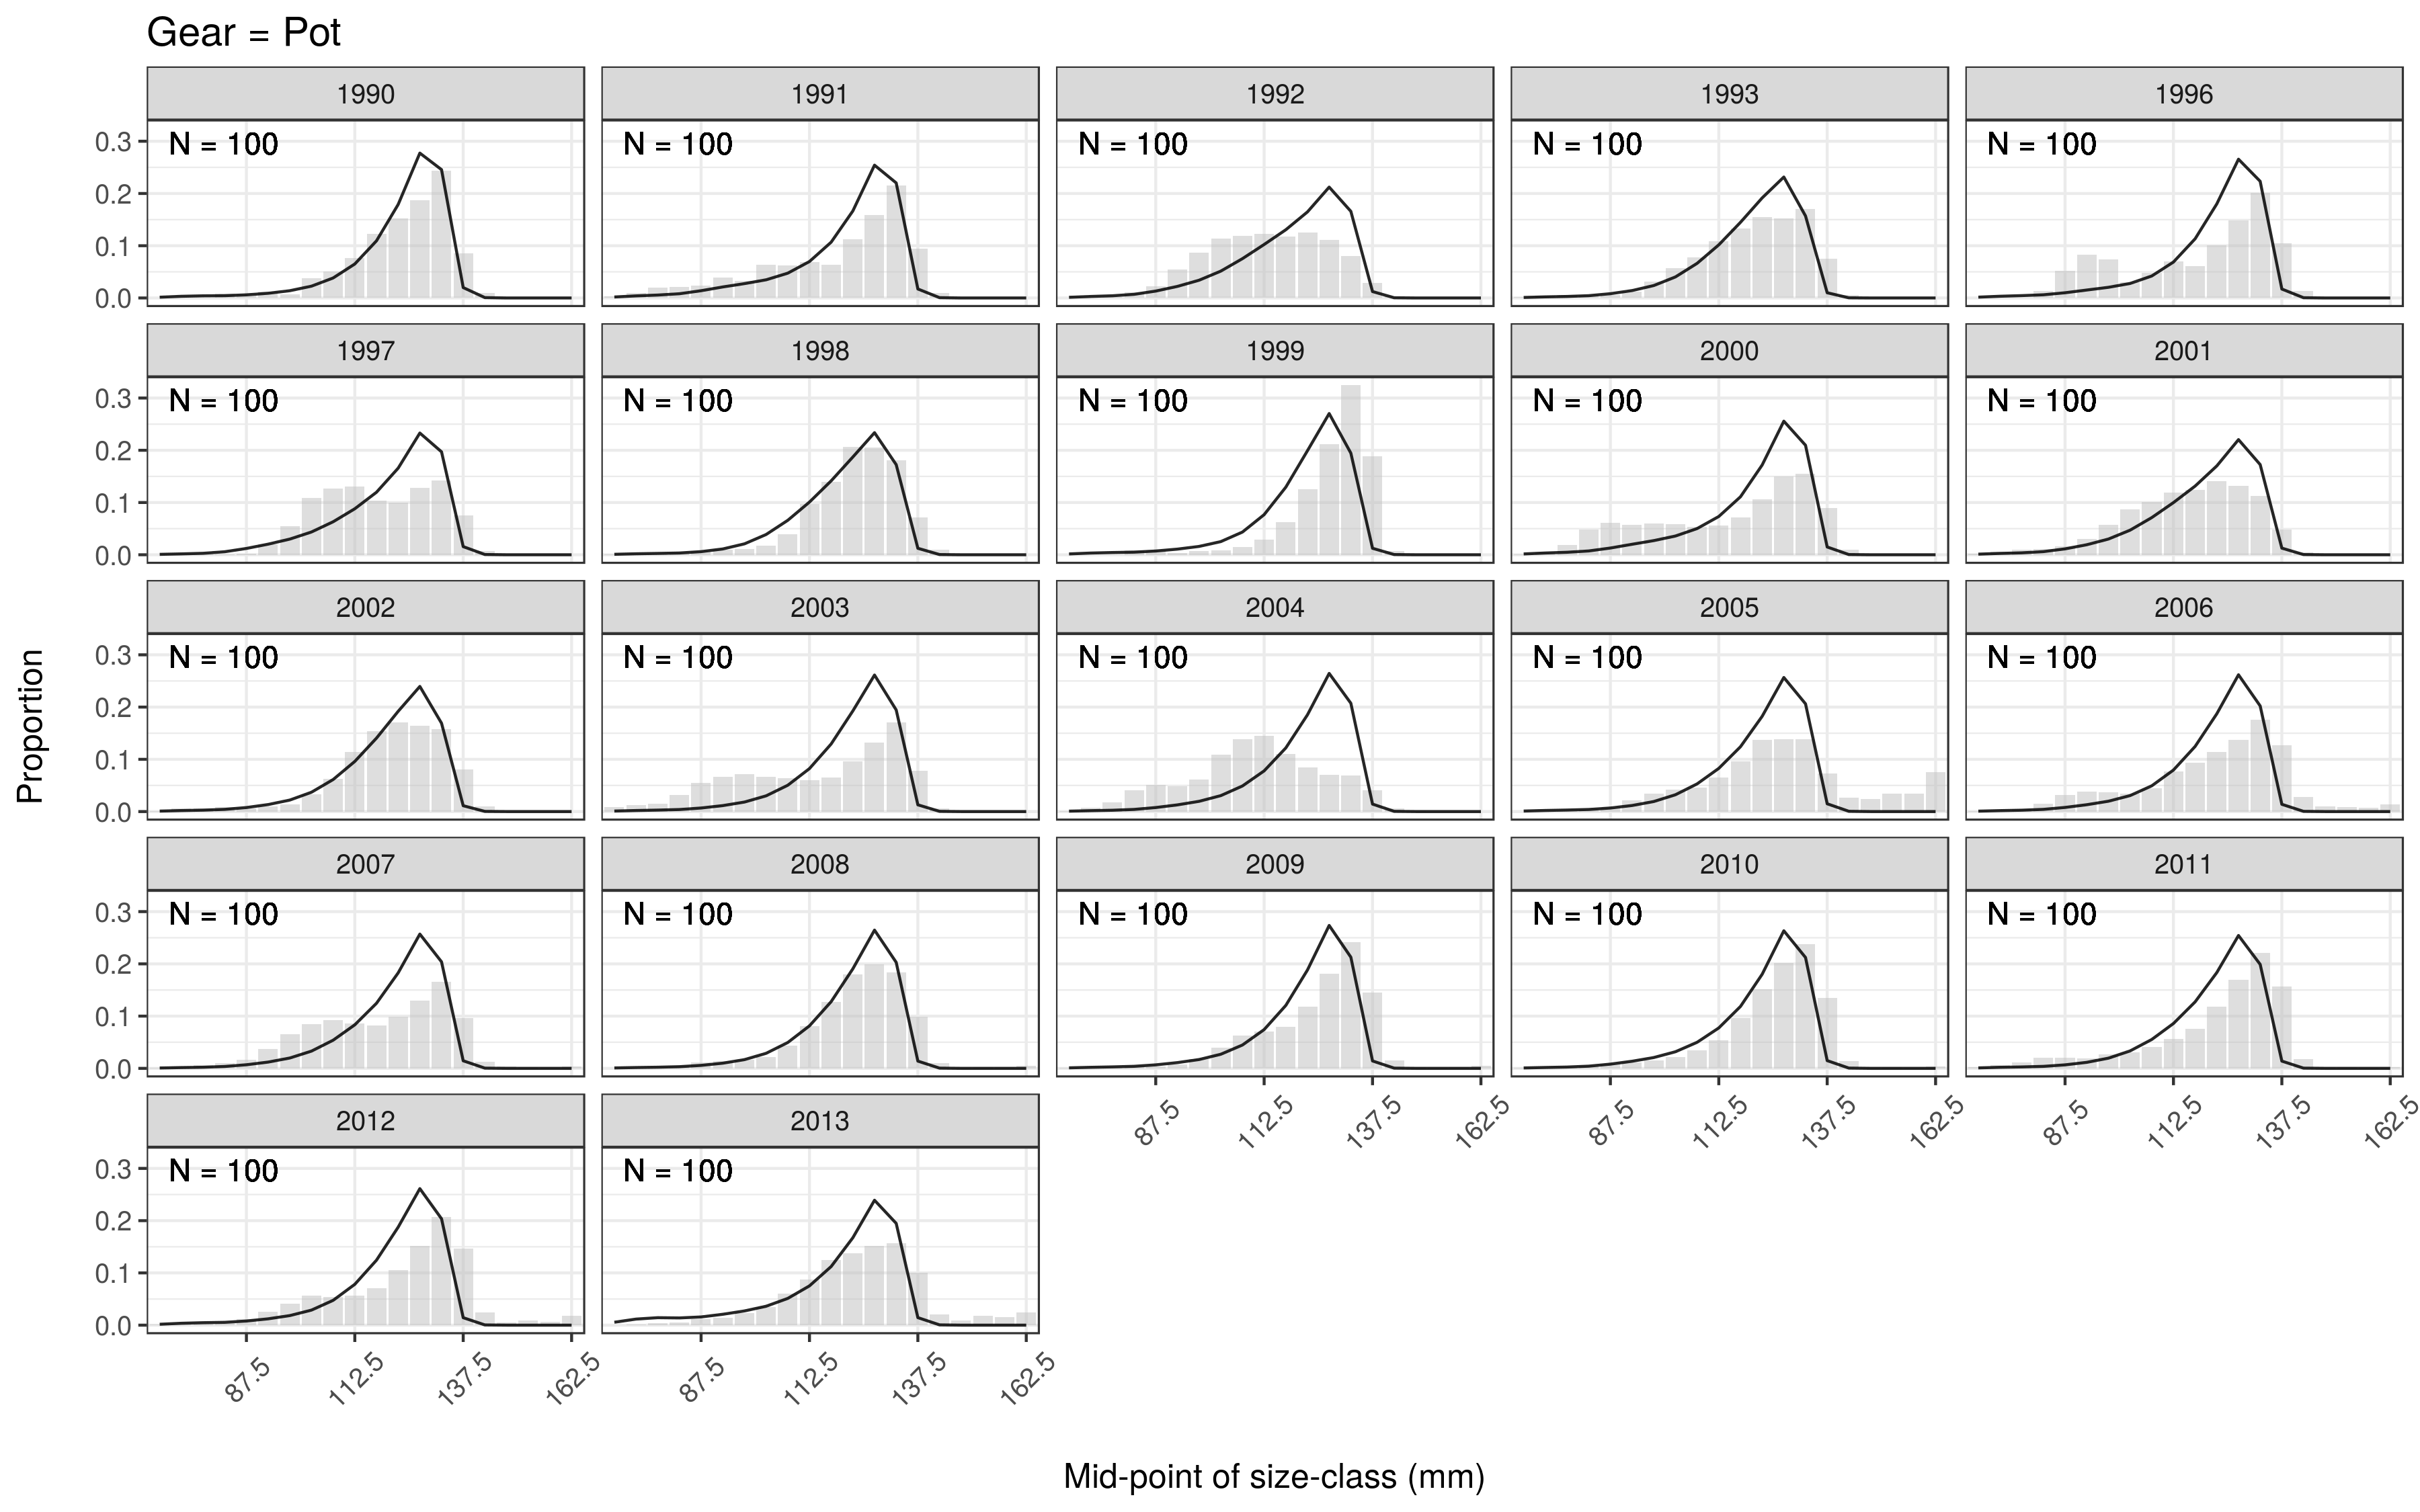 Gear = Pot
1990 1991 1992 1993 1996
0.3 N = 100 N = 100 N = 100 N = 100 N = 100
0.2
0.1
0.0
1997 1998 1999 2000 2001
0.3 N = 100 N = 100 N = 100 N = 100 N = 100
0.2
0.1
0.0
2002 2003 2004 2005 2006
0.3 N = 100 N = 100 N = 100 N = 100 N = 100
0.2
0.1
0.0
Proportion
2007 2008 2009 2010 2011
0.3 N = 100 N = 100 N = 100 N = 100 N = 100
0.2
0.1
0.0
87.5 112.5 137.5 162.5 87.5 112.5 137.5 162.5 87.5 112.5 137.5 162.5
2012 2013
0.3 N = 100 N = 100
0.2
0.1
0.0
87.5 112.5 137.5 162.5 87.5 112.5 137.5 162.5
Mid-point of size-class (mm)